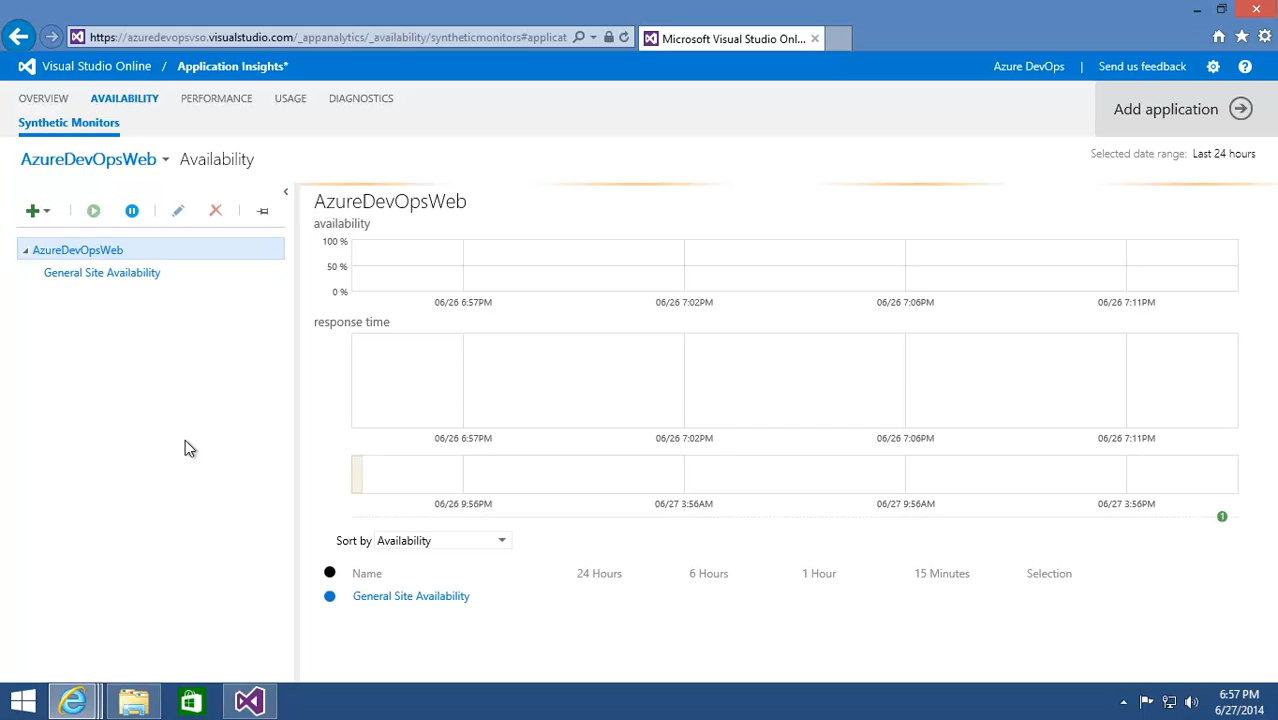 https://azuredevopsvso.visualstudio.com/_appanalytics/_availability/syntheticmonitors#applicat
Microsoft Visual Studio Onl...
Visual Studio Online / Application Insights*
Azure DevOps | Send us feedback
OVERVIEW AVAILABILITY PERFORMANCE USAGE DIAGNOSTICS
Add application
Synthetic Monitors
AzureDevOpsWeb Availability
Selected date range: Last 24 hours
AzureDevOpsWeb
General Site Availability
AzureDevOpsWeb
availability
100 %
50 %
0 %
06/26 6:57PM 06/26 7:02PM 06/26 7:06PM 06/26 7:11PM
response time
06/26 6:57PM 06/26 7:02PM 06/26 7:06PM 06/26 7:11PM
06/26 9:56PM 06/27 3:56AM 06/27 9:56AM 06/27 3:56PM
1
Sort by Availability
Name 24 Hours 6 Hours 1 Hour 15 Minutes Selection
General Site Availability
6:57 PM
6/27/2014